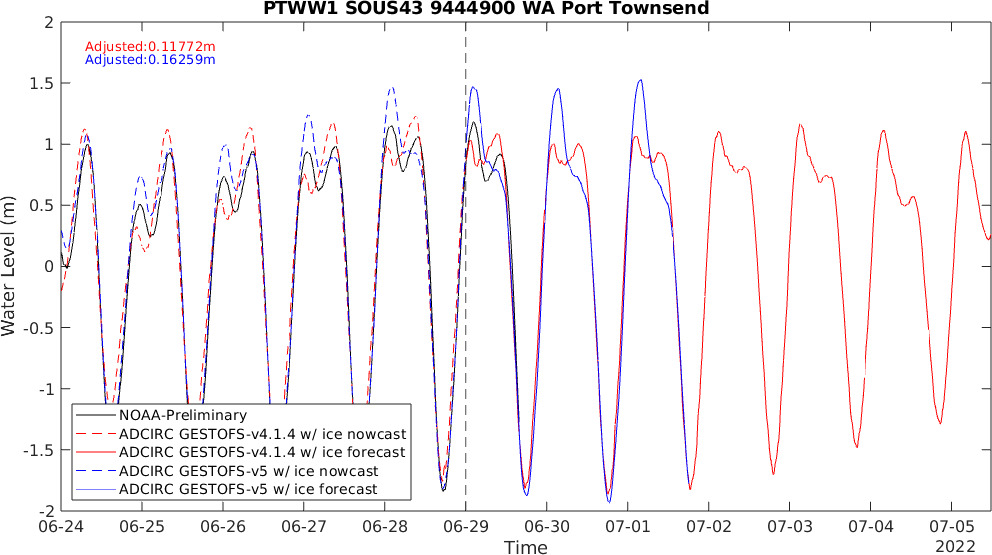 PTWW1 SOUS43 9444900 WA Port Townsend
Adjusted:0.11772m
Adjusted:0.16259m
2
1.5
1
0.5
0
-0.5
-1
-1.5
-2
Water Level (m)
NOAA-Preliminary
ADCIRC GESTOFS-v4.1.4 w/ ice nowcast
ADCIRC GESTOFS-v4.1.4 w/ ice forecast
ADCIRC GESTOFS-v5 w/ ice nowcast
ADCIRC GESTOFS-v5 w/ ice forecast
06-24 06-25 06-26 06-27 06-28 06-29 06-30 07-01 07-02 07-03 07-04 07-05
Time
2022